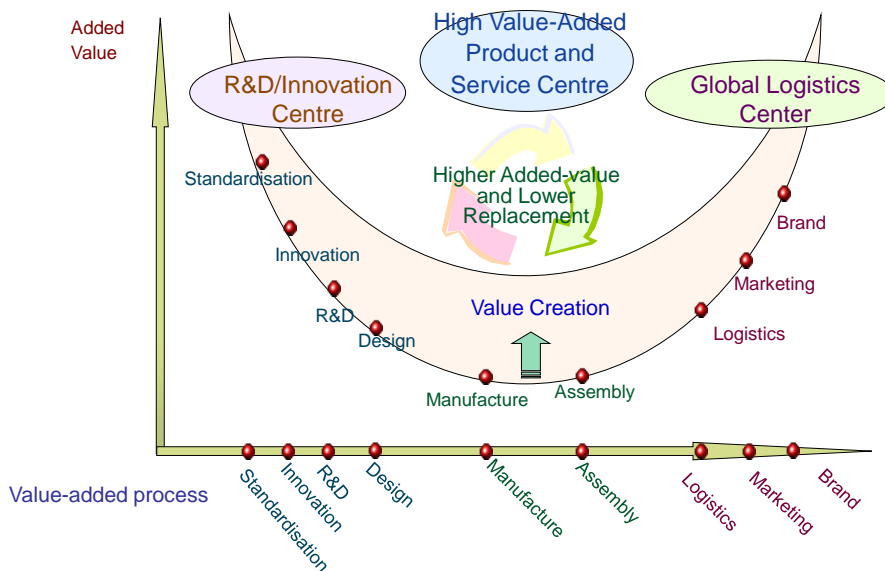 Added
Value
High Value-Added
Product and
Service Centre
R&D/Innovation
Centre
Global Logistics
Center
Higher Added-value
and Lower
Replacement
Standardisation
Innovation
R&D
Design
Manufacture
Assembly
Logistics
Marketing
Brand
Value Creation
Value-added process
Standardisation
Innovation
R&D
Design
Manufacture
Assembly
Logistics
Marketing
Brand